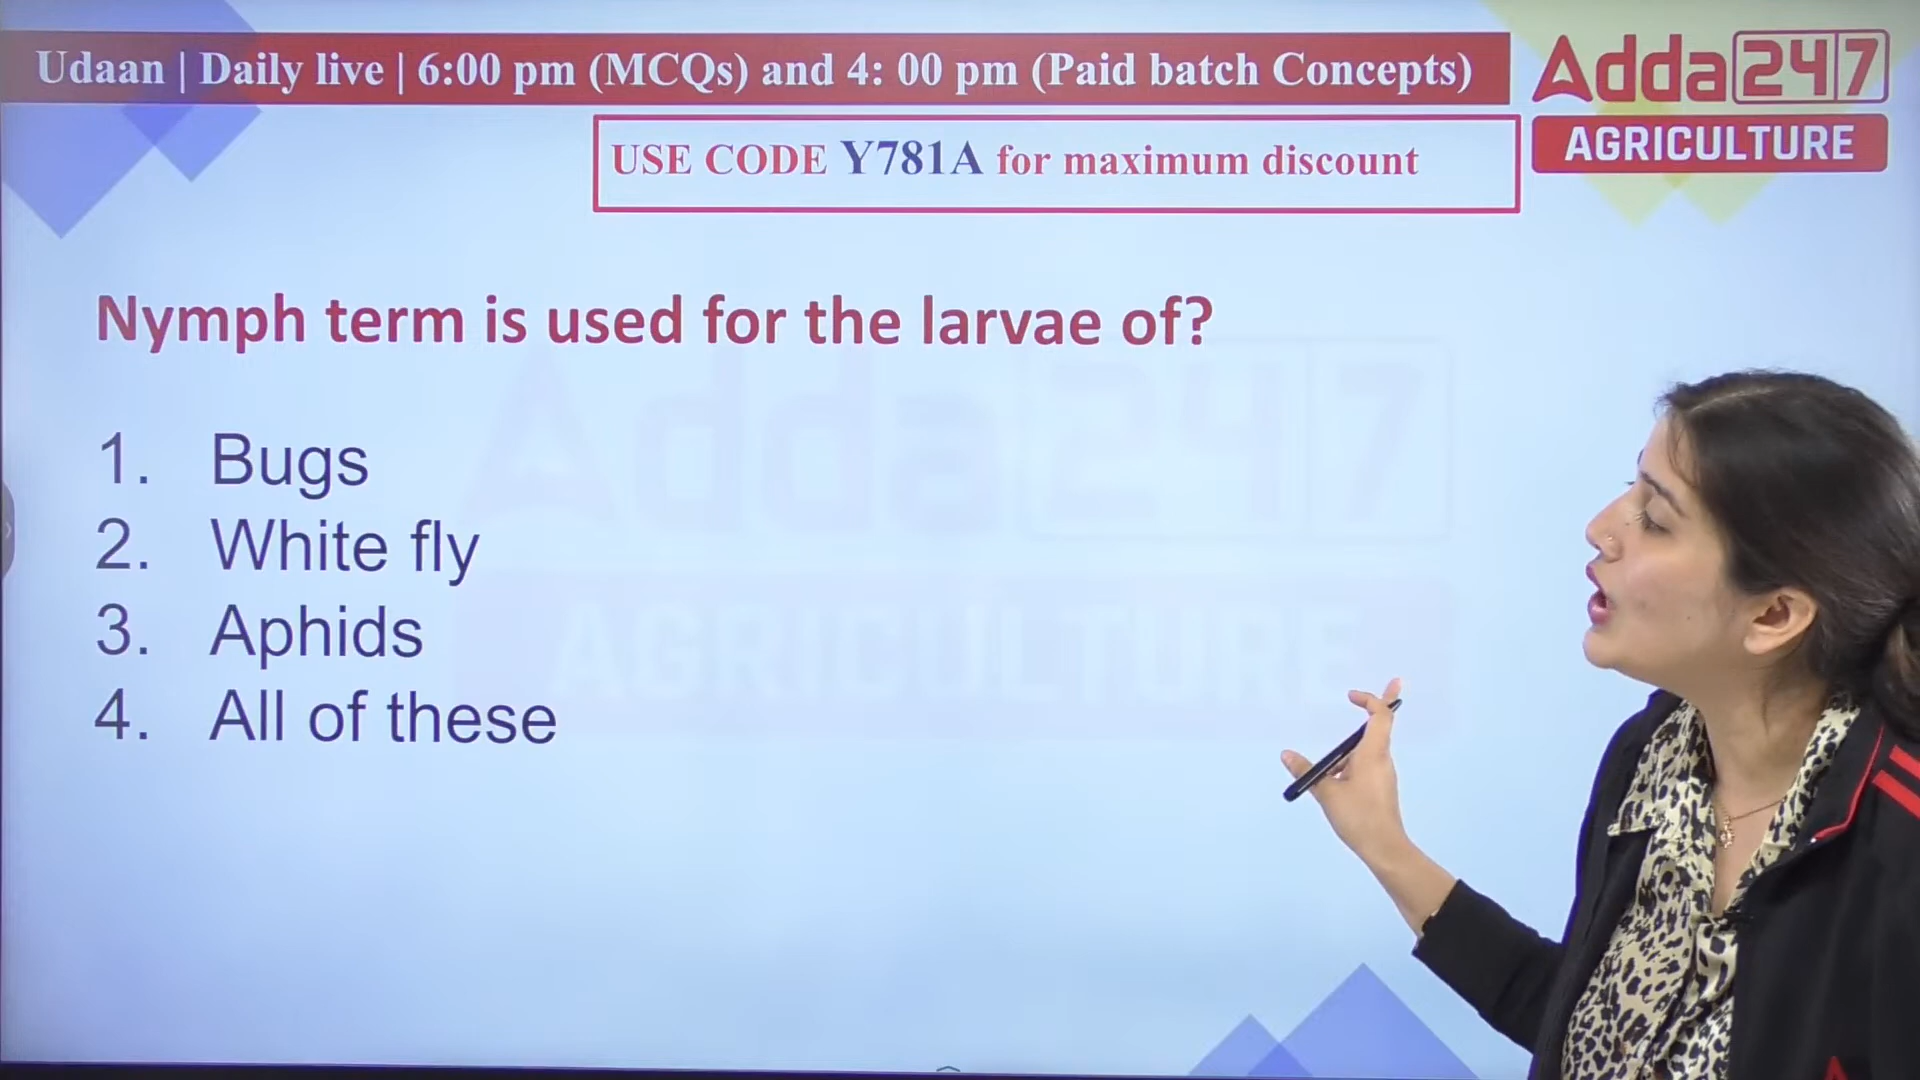 Udaan | Daily live | 6:00 pm (MCQs) and 4: 00 pm (Paid batch Concepts)
Adda247
AGRICULTURE
USE CODE Y781A for maximum discount
Nymph term is used for the larvae of?
1. Bugs
2. White fly
3. Aphids
4. All of these
Adda247
AGRICULTURE